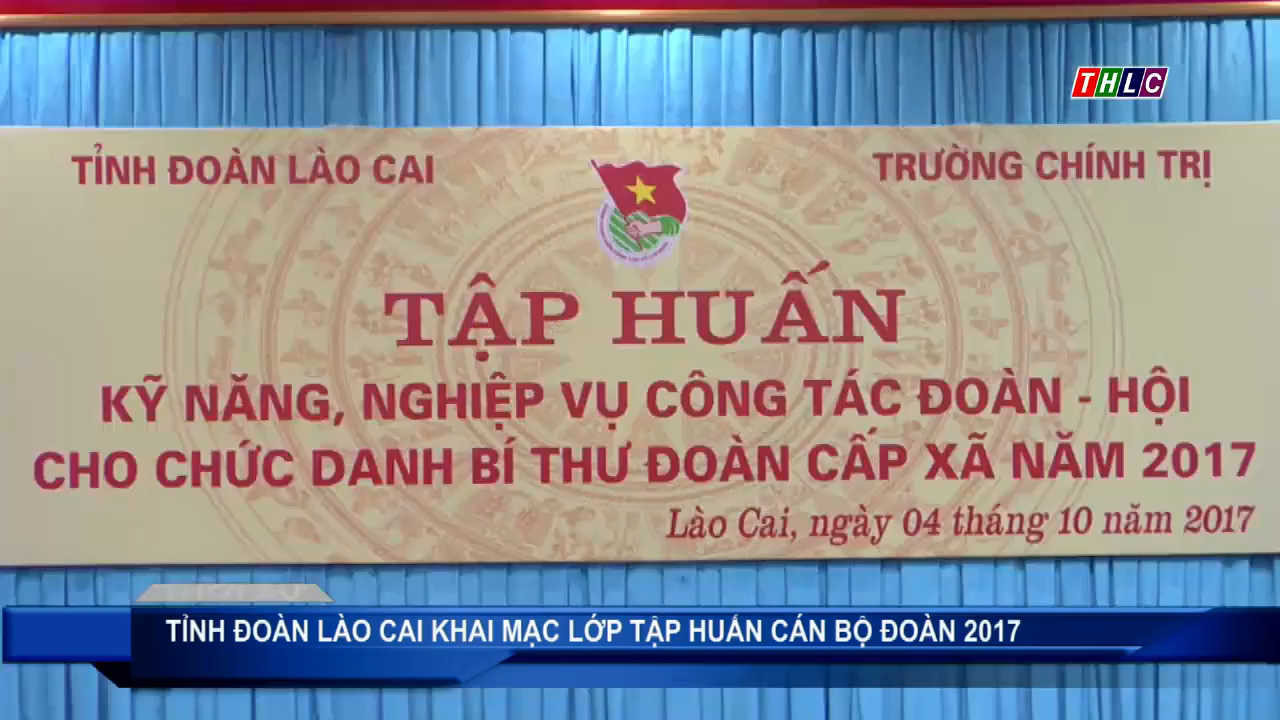 THLC
TỈNH ĐOÀN LÀO CAI
TRƯỜNG CHÍNH TRỊ
TẬP HUẤN
KỸ NĂNG, NGHIỆP VỤ CÔNG TÁC ĐOÀN - HỘI
CHO CHỨC DANH BÍ THƯ ĐOÀN CẤP XÃ NĂM 2017
Lào Cai, ngày 04 tháng 10 năm 2017
TỈNH ĐOÀN LÀO CAI KHAI MẠC LỚP TẬP HUẤN CÁN BỘ ĐOÀN 2017